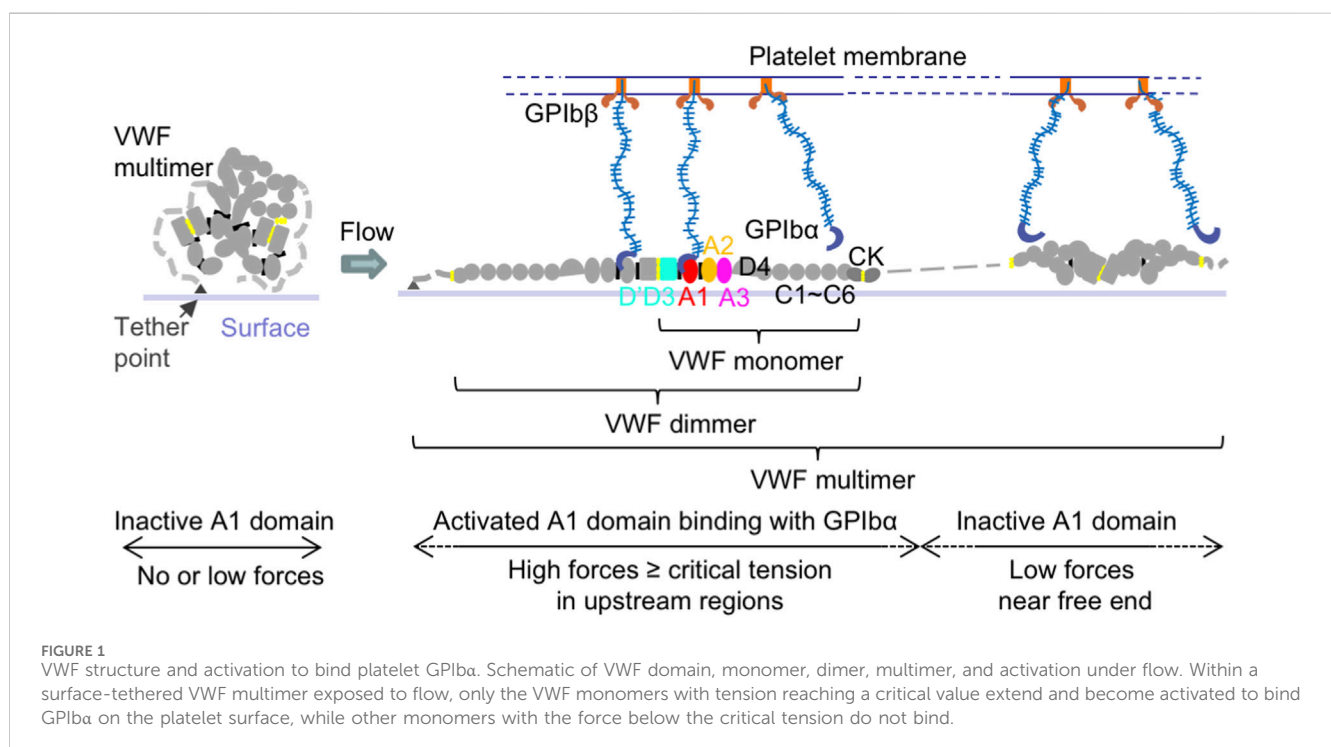 Platelet membrane
GPIbβ
VWF
multimer
Flow
GPIbα
A2
D4
CK
D'D3
A1
A3
C1~C6
Tether
point
Surface
VWF monomer
VWF dimmer
VWF multimer
Inactive A1 domain
No or low forces
Activated A1 domain binding with GPIbα
High forces ≥ critical tension
in upstream regions
Inactive A1 domain
Low forces
near free end
FIGURE 1
VWF structure and activation to bind platelet GPIbα. Schematic of VWF domain, monomer, dimer, multimer, and activation under flow. Within a
surface-tethered VWF multimer exposed to flow, only the VWF monomers with tension reaching a critical value extend and become activated to bind
GPIbα on the platelet surface, while other monomers with the force below the critical tension do not bind.